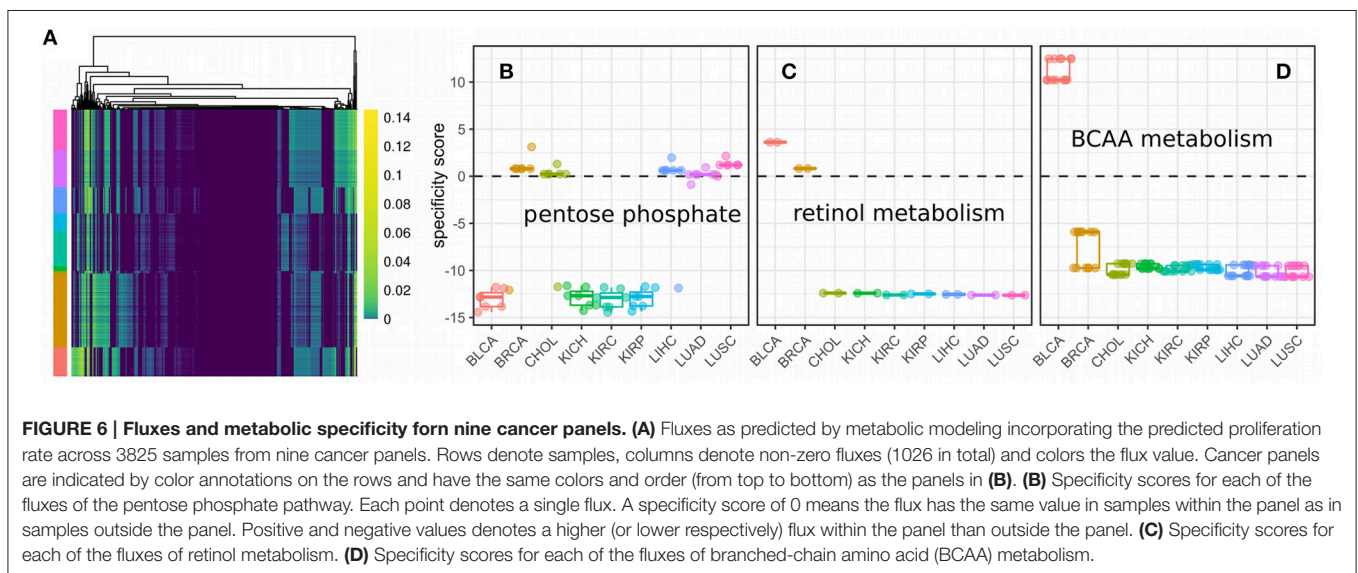 A
0.14
0.12
0.1
0.08
0.06
0.04
0.02
0
specificity score
10
5
0
-5
-10
-15
B
pentose phosphate
BLCA
BRCA
CHOL
KICH
KIRC
KIRP
LIHC
LUAD
LUSC
C
retinol metabolism
BLCA
BRCA
CHOL
KICH
KIRC
KIRP
LIHC
LUAD
LUSC
D
BCAA metabolism
BLCA
BRCA
CHOL
KICH
KIRC
KIRP
LIHC
LUAD
LUSC
FIGURE 6 | Fluxes and metabolic specificity forn nine cancer panels. (A) Fluxes as predicted by metabolic modeling incorporating the predicted proliferation
rate across 3825 samples from nine cancer panels. Rows denote samples, columns denote non-zero fluxes (1026 in total) and colors the flux value. Cancer panels
are indicated by color annotations on the rows and have the same colors and order (from top to bottom) as the panels in (B). (B) Specificity scores for each of the
fluxes of the pentose phosphate pathway. Each point denotes a single flux. A specificity score of 0 means the flux has the same value in samples within the panel as in
samples outside the panel. Positive and negative values denotes a higher (or lower respectively) flux within the panel than outside the panel. (C) Specificity scores for
each of the fluxes of retinol metabolism. (D) Specificity scores for each of the fluxes of branched-chain amino acid (BCAA) metabolism.